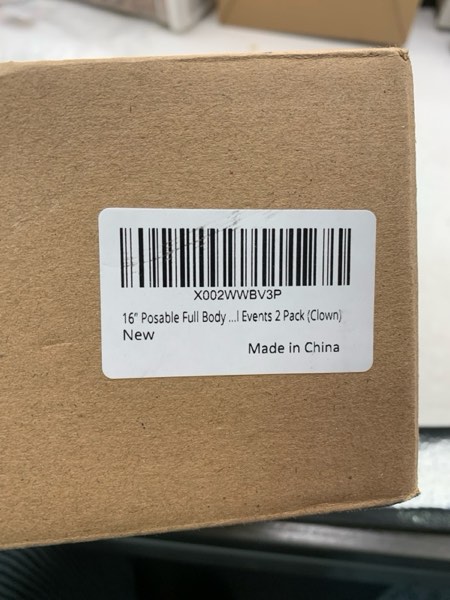 X002WWBV3P
16" Posable Full Body ...l Events 2 Pack (Clown)
New
Made in China